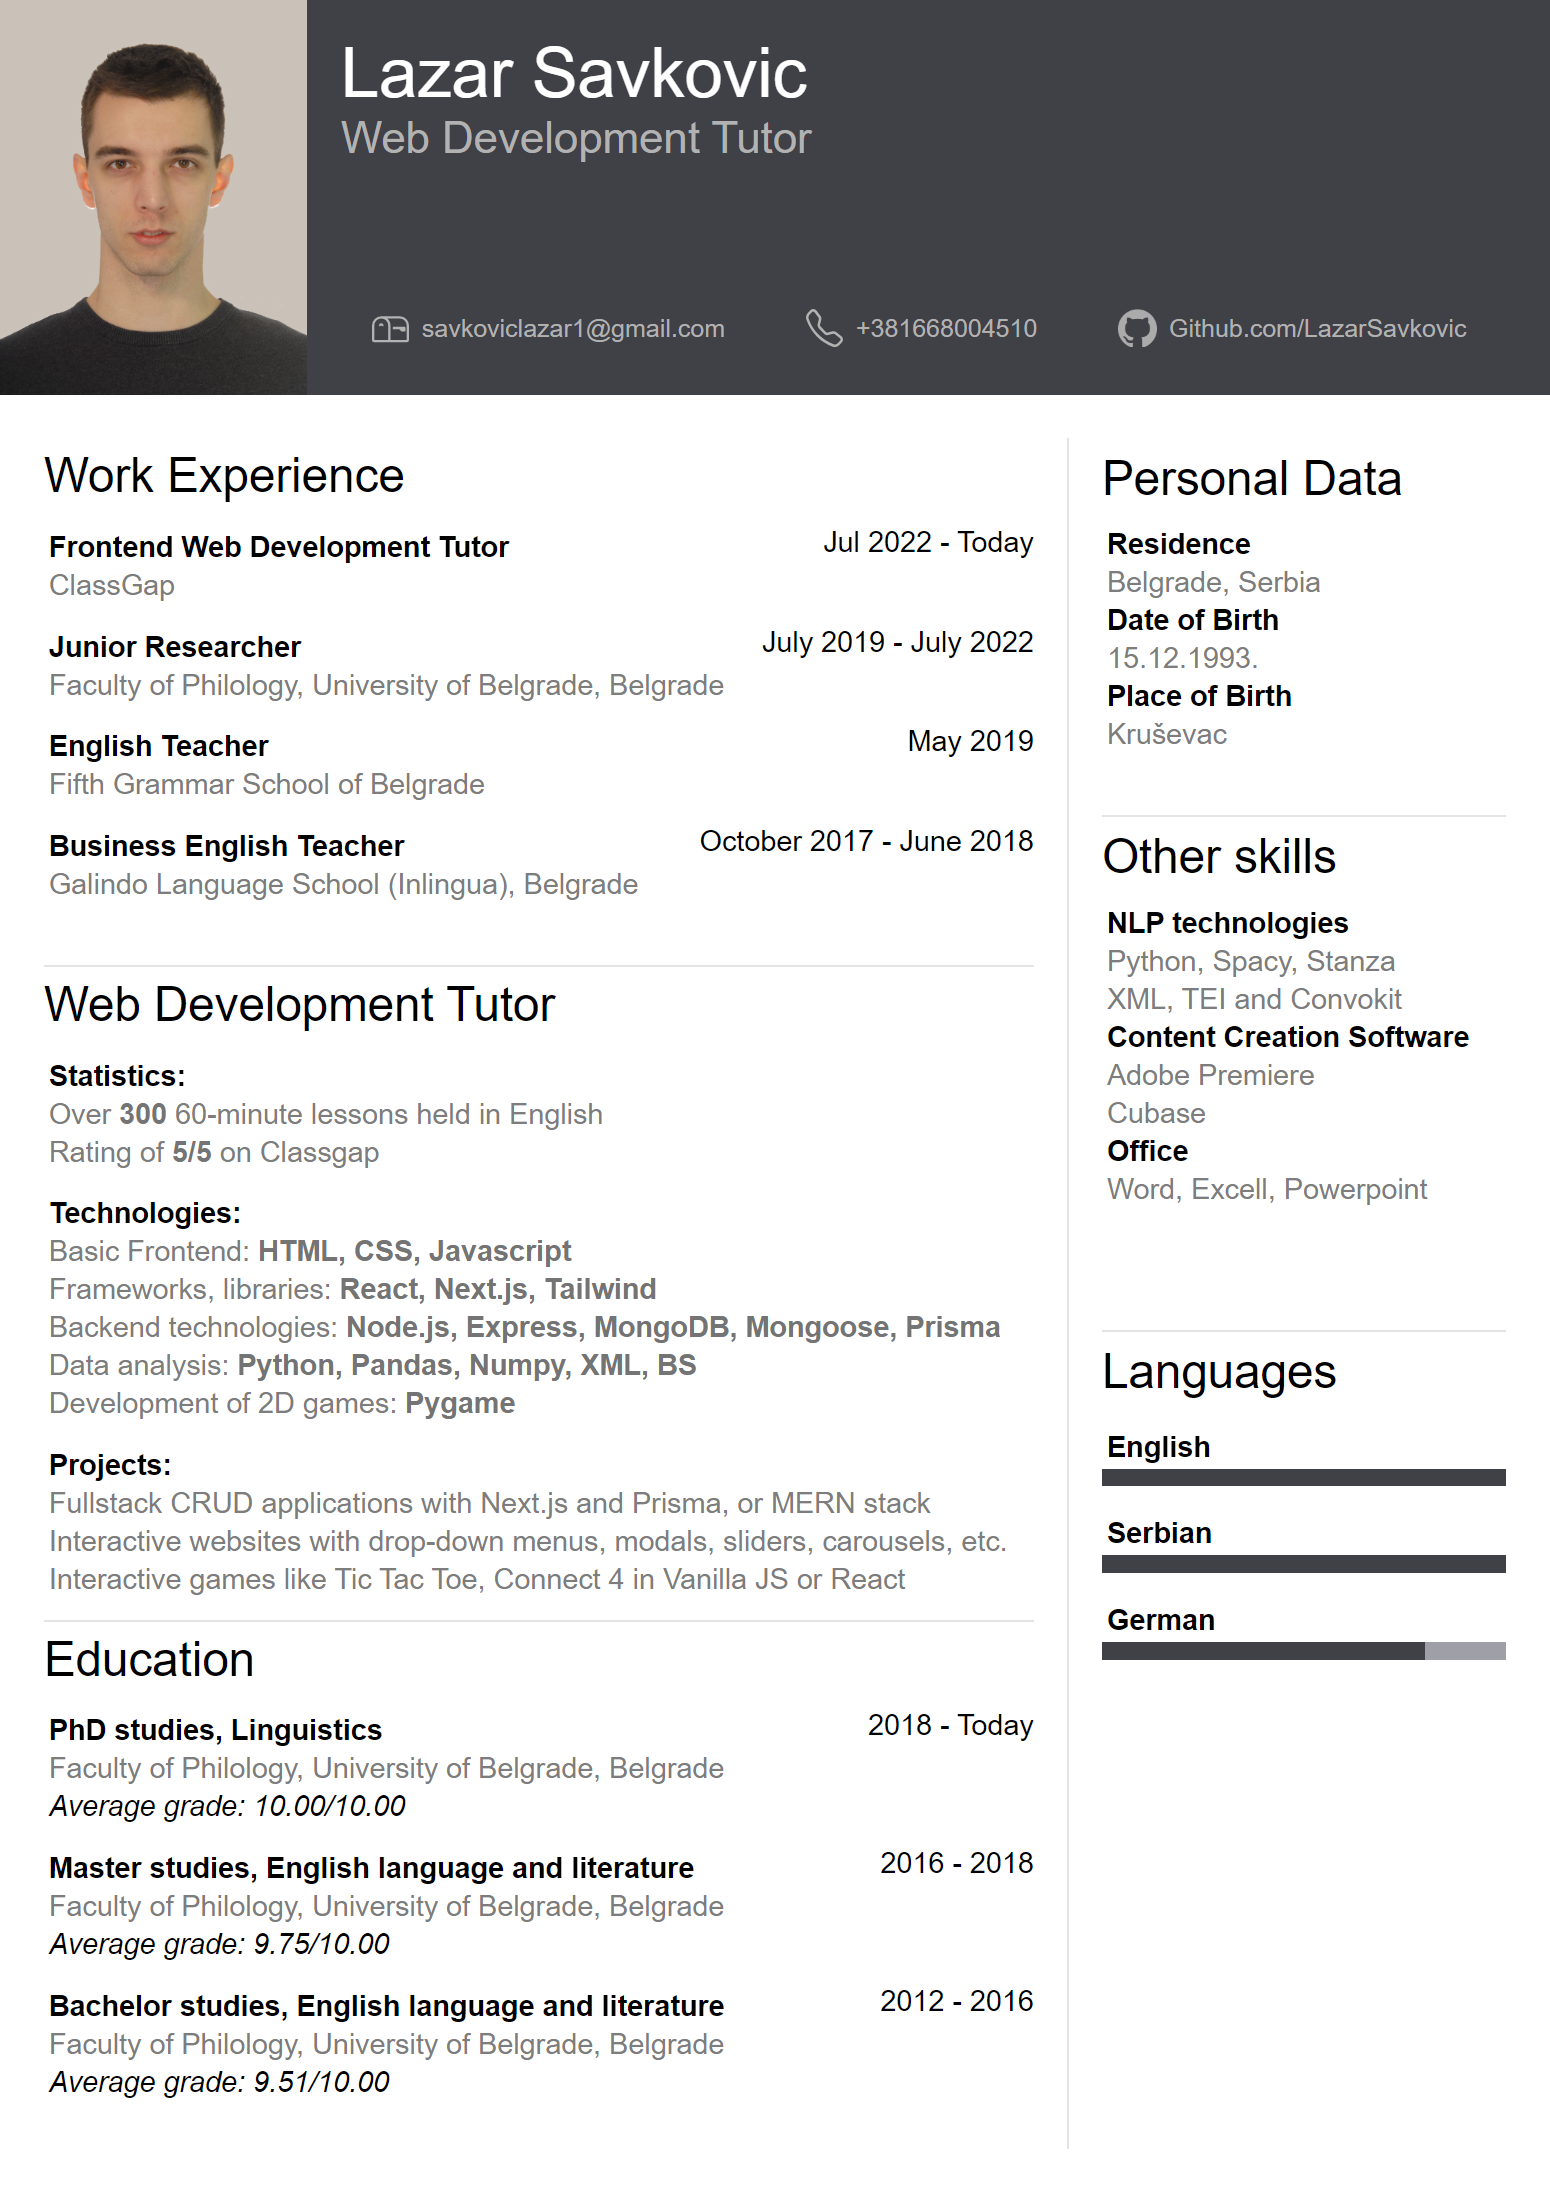 Lazar Savkovic
Web Development Tutor
savkoviclazar1@gmail.com
+381668004510
Github.com/LazarSavkovic
Work Experience
Frontend Web Development Tutor
Jul 2022 - Today
ClassGap
Junior Researcher
July 2019 - July 2022
Faculty of Philology, University of Belgrade, Belgrade
English Teacher
May 2019
Fifth Grammar School of Belgrade
Business English Teacher
October 2017 - June 2018
Galindo Language School (Inlingua), Belgrade
Web Development Tutor
Statistics:
Over 300 60-minute lessons held in English
Rating of 5/5 on Classgap
Technologies:
Basic Frontend: HTML, CSS, Javascript
Frameworks, libraries: React, Next.js, Tailwind
Backend technologies: Node.js, Express, MongoDB, Mongoose, Prisma
Data analysis: Python, Pandas, Numpy, XML, BS
Development of 2D games: Pygame
Projects:
Fullstack CRUD applications with Next.js and Prisma, or MERN stack
Interactive websites with drop-down menus, modals, sliders, carousels, etc.
Interactive games like Tic Tac Toe, Connect 4 in Vanilla JS or React
Education
PhD studies, Linguistics
2018 - Today
Faculty of Philology, University of Belgrade, Belgrade
Average grade: 10.00/10.00
Master studies, English language and literature
2016 - 2018
Faculty of Philology, University of Belgrade, Belgrade
Average grade: 9.75/10.00
Bachelor studies, English language and literature
2012 - 2016
Faculty of Philology, University of Belgrade, Belgrade
Average grade: 9.51/10.00
Personal Data
Residence
Belgrade, Serbia
Date of Birth
15.12.1993.
Place of Birth
Kruševac
Other skills
NLP technologies
Python, Spacy, Stanza
XML, TEI and Convokit
Content Creation Software
Adobe Premiere
Cubase
Office
Word, Excell, Powerpoint
Languages
English
Serbian
German